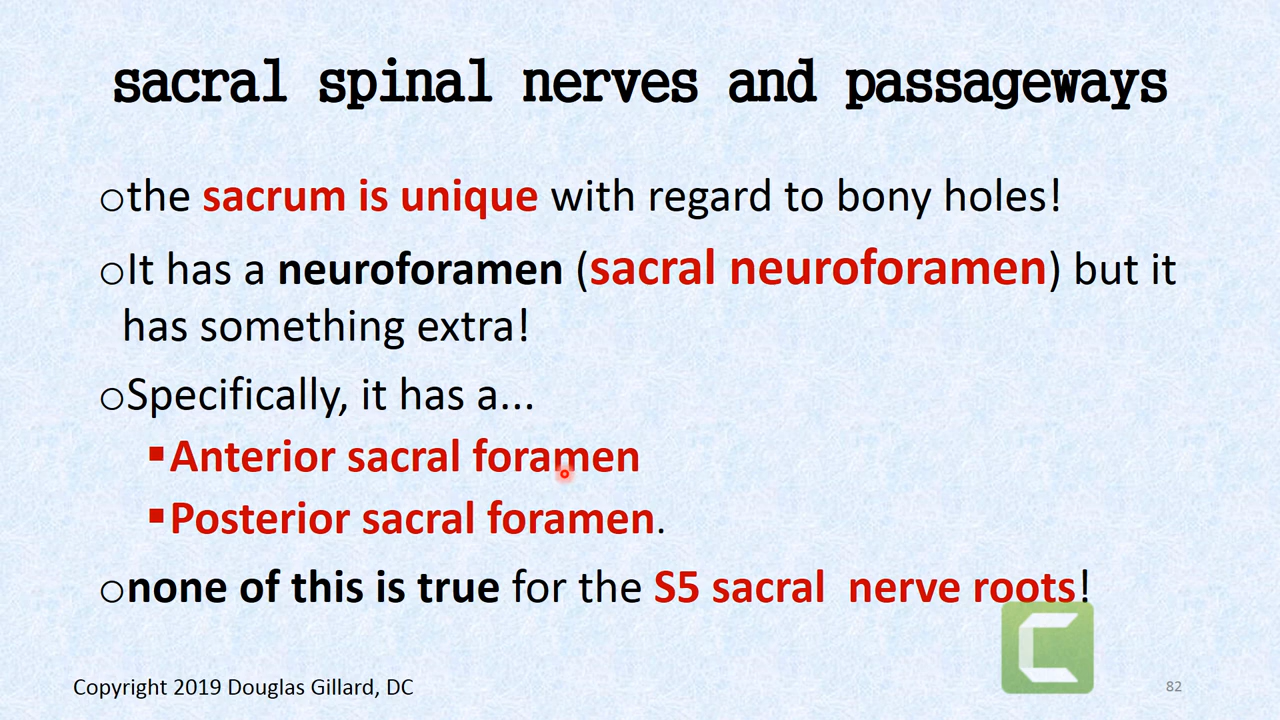 sacral spinal nerves and passageways
○the sacrum is unique with regard to bony holes!
○It has a neuroforamen (sacral neuroforamen) but it
has something extra!
○Specifically, it has a...
▪Anterior sacral foramen
▪Posterior sacral foramen.
○none of this is true for the S5 sacral  nerve roots!
Copyright 2019 Douglas Gillard, DC
82